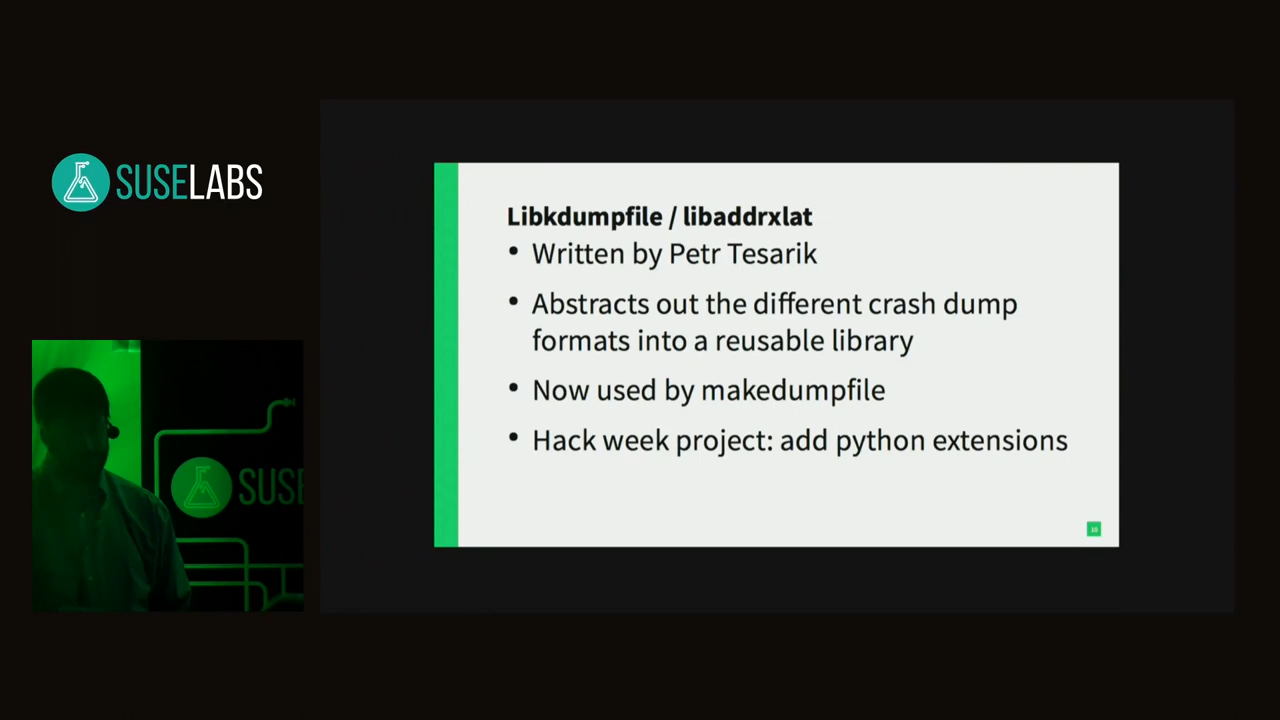 SUSELABS
Libkdumpfile / libaddrxlat
• Written by Petr Tesarik
• Abstracts out the different crash dump
formats into a reusable library
• Now used by makedumpfile
• Hack week project: add python extensions
SUSE